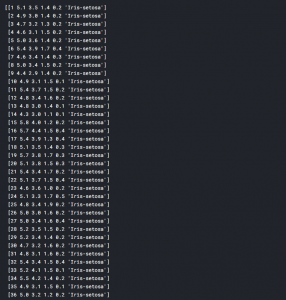 [[1 5.1 3.5 1.4 0.2 'Iris-setosa']
[2 4.9 3.0 1.4 0.2 'Iris-setosa']
[3 4.7 3.2 1.3 0.2 'Iris-setosa']
[4 4.6 3.1 1.5 0.2 'Iris-setosa']
[5 5.0 3.6 1.4 0.2 'Iris-setosa']
[6 5.4 3.9 1.7 0.4 'Iris-setosa']
[7 4.6 3.4 1.4 0.3 'Iris-setosa']
[8 5.0 3.4 1.5 0.2 'Iris-setosa']
[9 4.4 2.9 1.4 0.2 'Iris-setosa']
[10 4.9 3.1 1.5 0.1 'Iris-setosa']
[11 5.4 3.7 1.5 0.2 'Iris-setosa']
[12 4.8 3.4 1.6 0.2 'Iris-setosa']
[13 4.8 3.0 1.4 0.1 'Iris-setosa']
[14 4.3 3.0 1.1 0.1 'Iris-setosa']
[15 5.8 4.0 1.2 0.2 'Iris-setosa']
[16 5.7 4.4 1.5 0.4 'Iris-setosa']
[17 5.4 3.9 1.3 0.4 'Iris-setosa']
[18 5.1 3.5 1.4 0.3 'Iris-setosa']
[19 5.7 3.8 1.7 0.3 'Iris-setosa']
[20 5.1 3.8 1.5 0.3 'Iris-setosa']
[21 5.4 3.4 1.7 0.2 'Iris-setosa']
[22 5.1 3.7 1.5 0.4 'Iris-setosa']
[23 4.6 3.6 1.0 0.2 'Iris-setosa']
[24 5.1 3.3 1.7 0.5 'Iris-setosa']
[25 4.8 3.4 1.9 0.2 'Iris-setosa']
[26 5.0 3.0 1.6 0.2 'Iris-setosa']
[27 5.0 3.4 1.6 0.4 'Iris-setosa']
[28 5.2 3.5 1.5 0.2 'Iris-setosa']
[29 5.2 3.4 1.4 0.2 'Iris-setosa']
[30 4.7 3.2 1.6 0.2 'Iris-setosa']
[31 4.8 3.1 1.6 0.2 'Iris-setosa']
[32 5.4 3.4 1.5 0.4 'Iris-setosa']
[33 5.2 4.1 1.5 0.1 'Iris-setosa']
[34 5.5 4.2 1.4 0.2 'Iris-setosa']
[35 4.9 3.1 1.5 0.1 'Iris-setosa']
[36 5.0 3.2 1.2 0.2 'Iris-setosa']